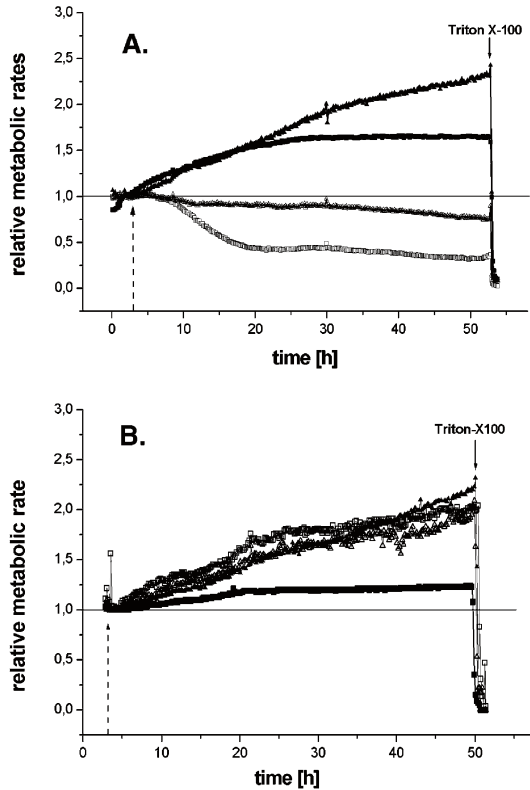 Triton X-100
A.
3,0
2,5
2,0
1,5
1,0
0,5
0,0
relative metabolic rates
0 10 20 30 40 50
time [h]
Triton-X100
B.
3,0
2,5
2,0
1,5
1,0
0,5
0,0
relative metabolic rate
0 10 20 30 40 50
time [h]